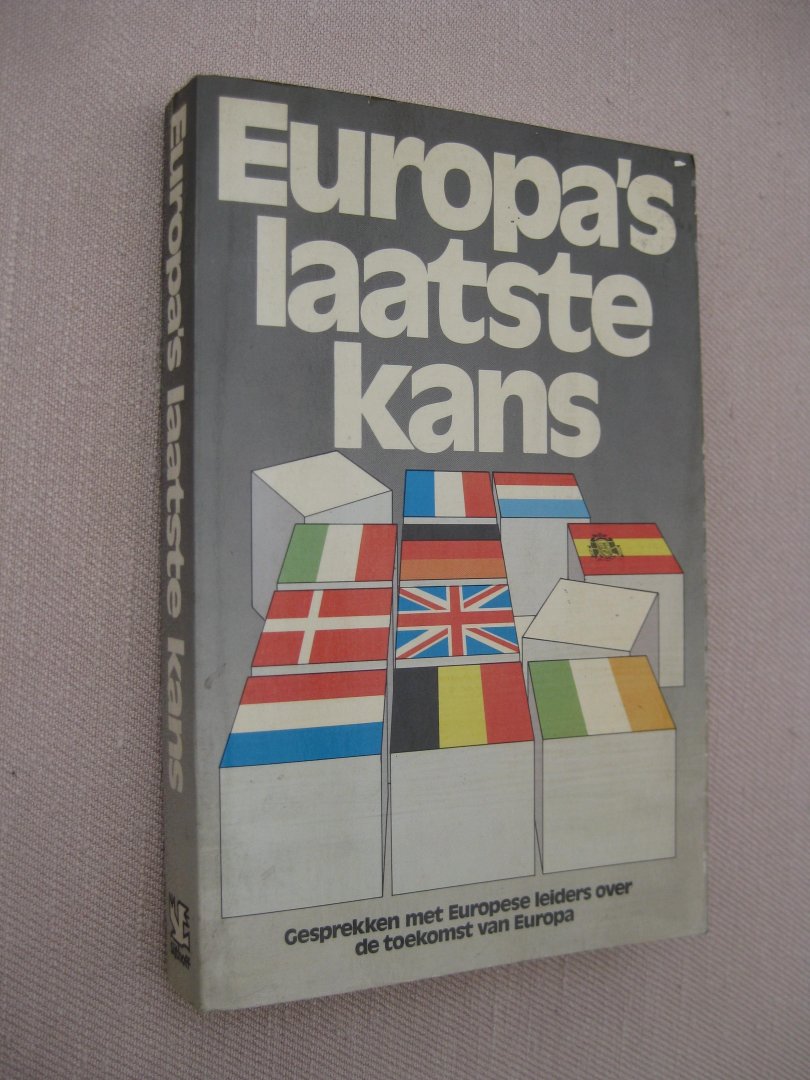 Europa's
laatste
kans
Gesprekken met Europese leiders over
de toekomst van Europa
Europa's laatste kans